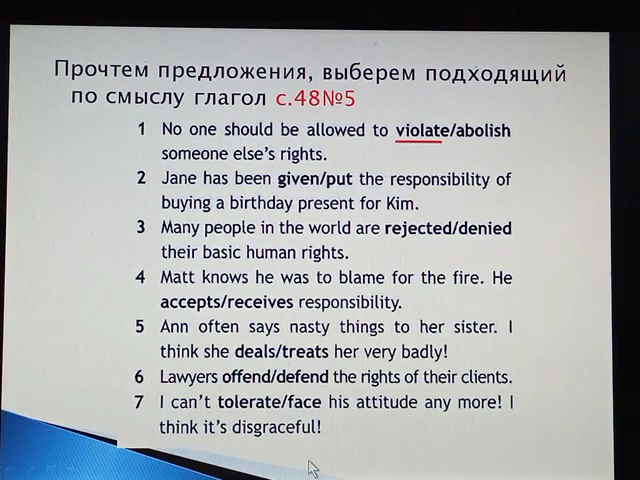 Прочтем предложения, выберем подходящий
по смыслу глагол с.48№5
1 No one should be allowed to violate/abolish
someone else's rights.
2 Jane has been given/put the responsibility of
buying a birthday present for Kim.
3 Many people in the world are rejected/denied
their basic human rights.
4 Matt knows he was to blame for the fire. He
accepts/receives responsibility.
5 Ann often says nasty things to her sister. I
think she deals/treats her very badly!
6 Lawyers offend/defend the rights of their clients.
7 I can't tolerate/face his attitude any more! I
think it's disgraceful!